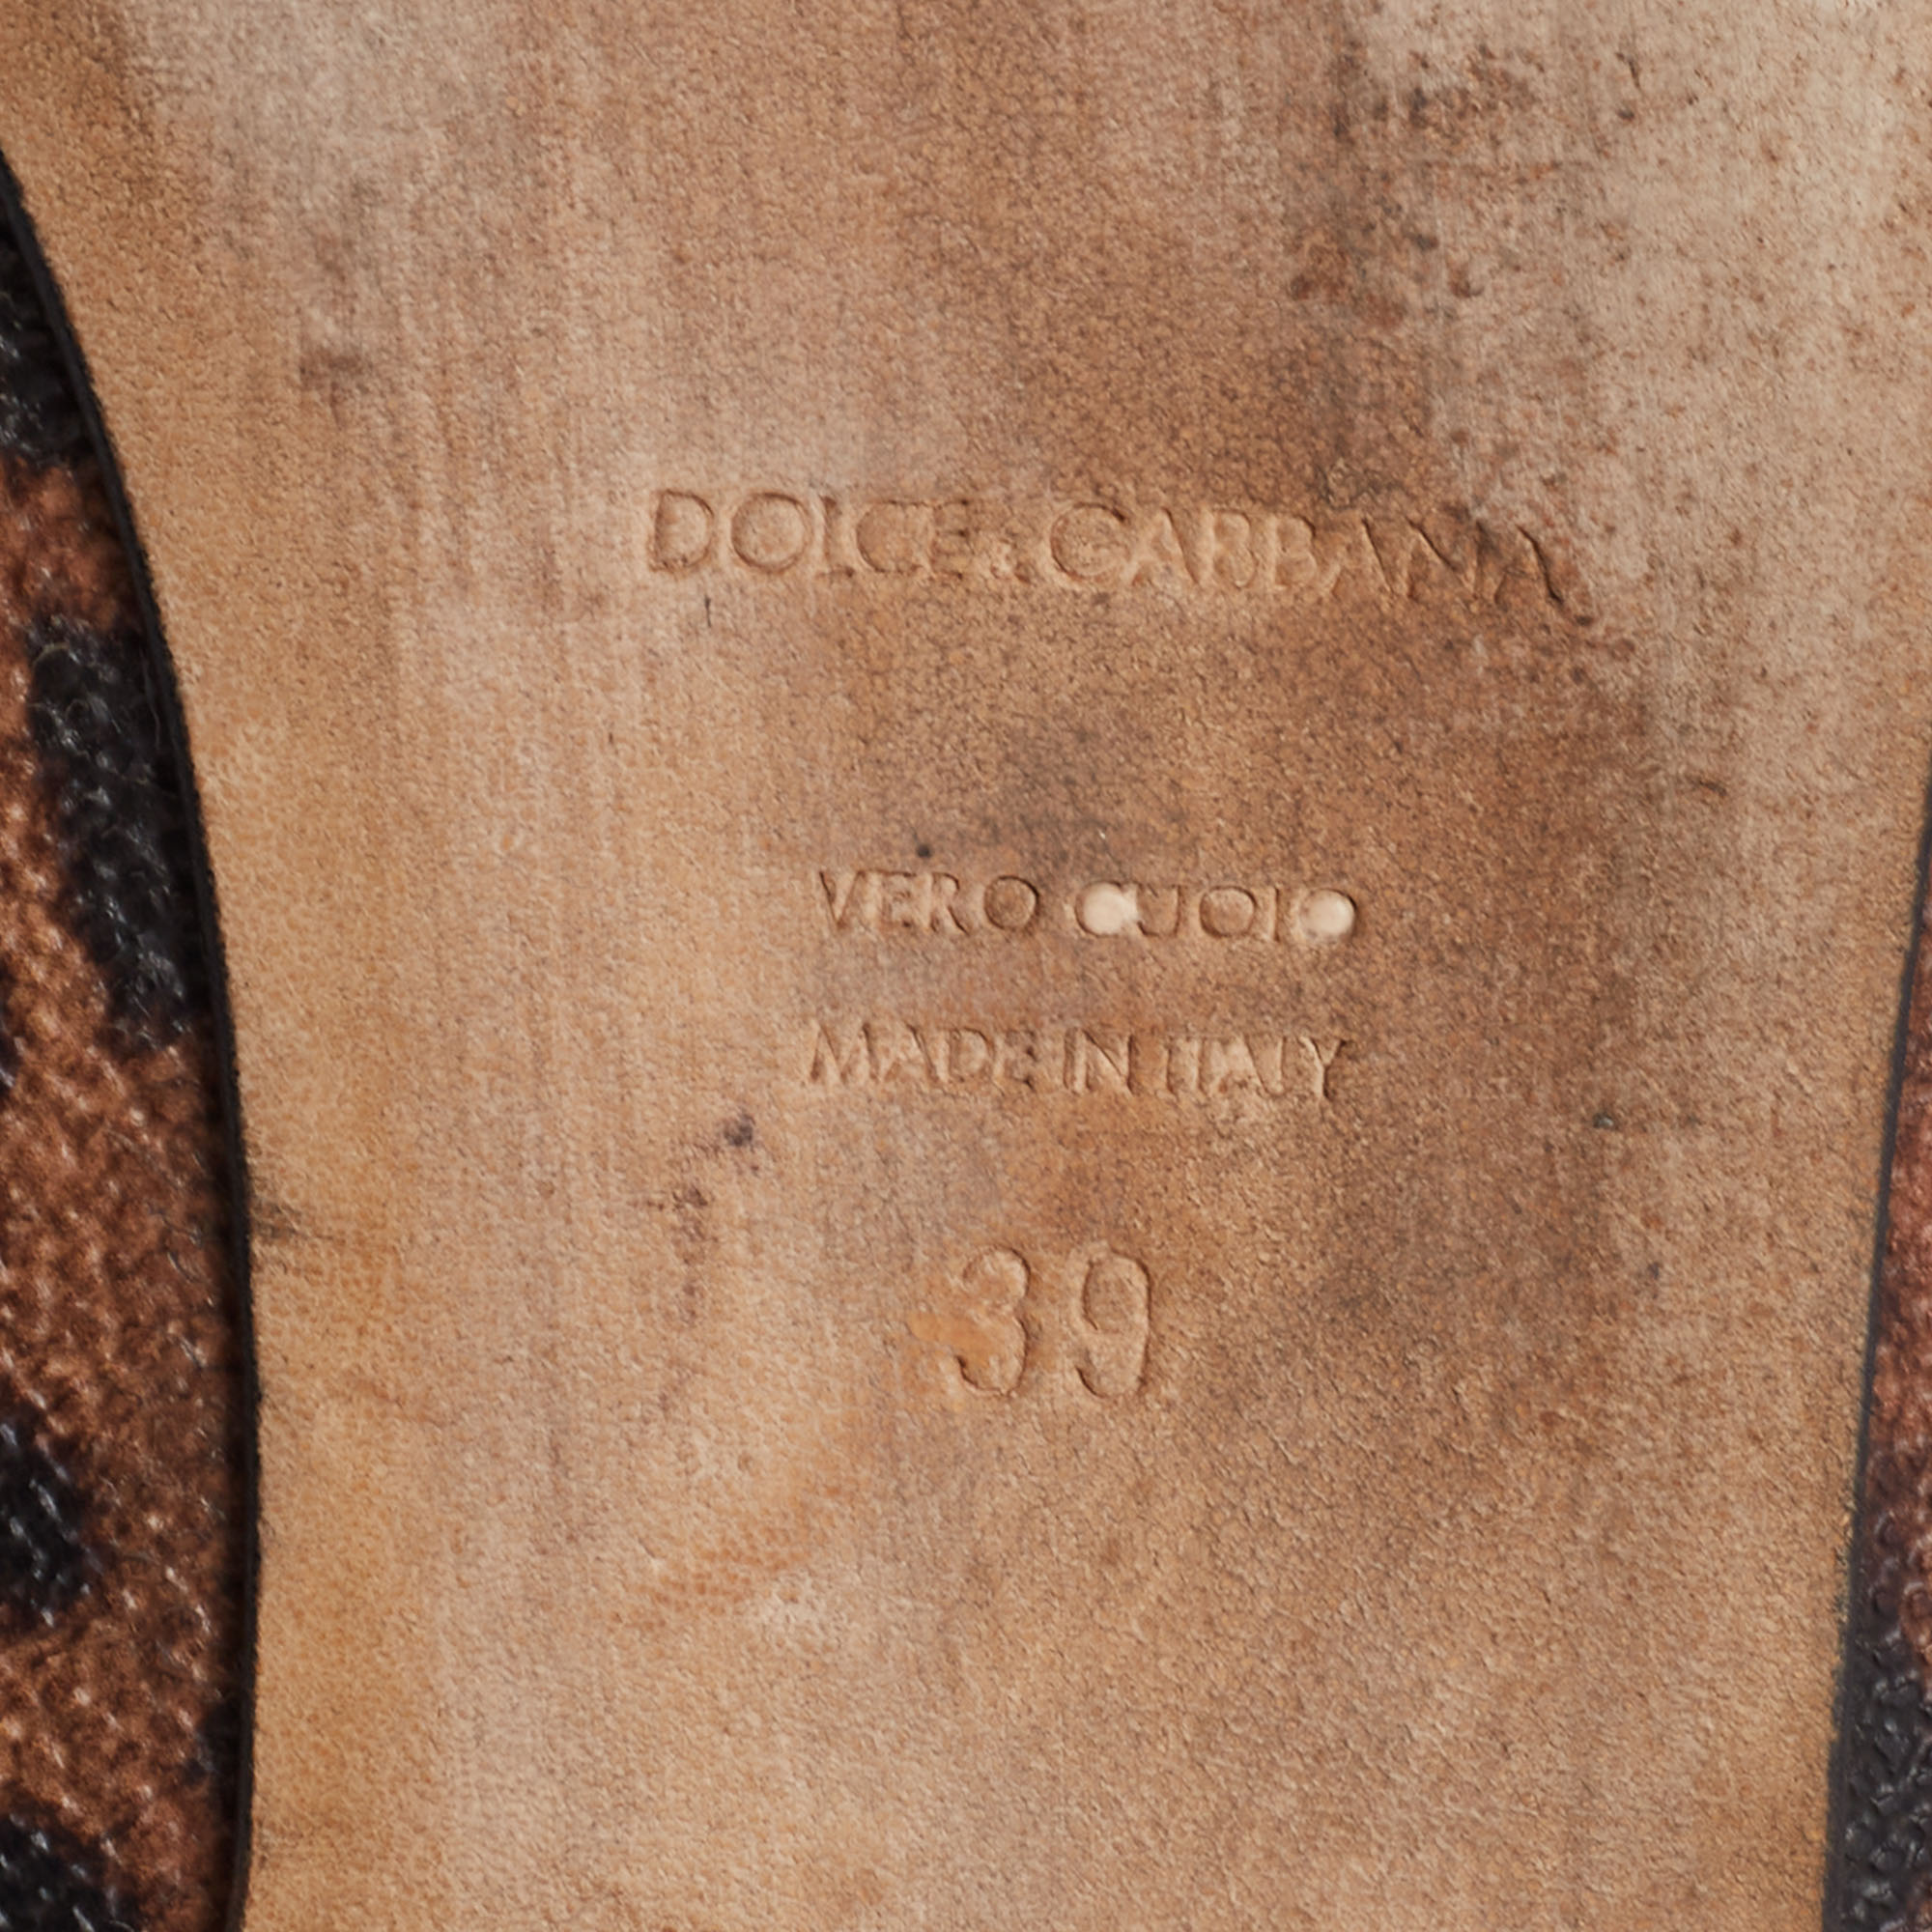 DOLCE & GABBANA
VERO CUOIO
MADE IN ITALY
39